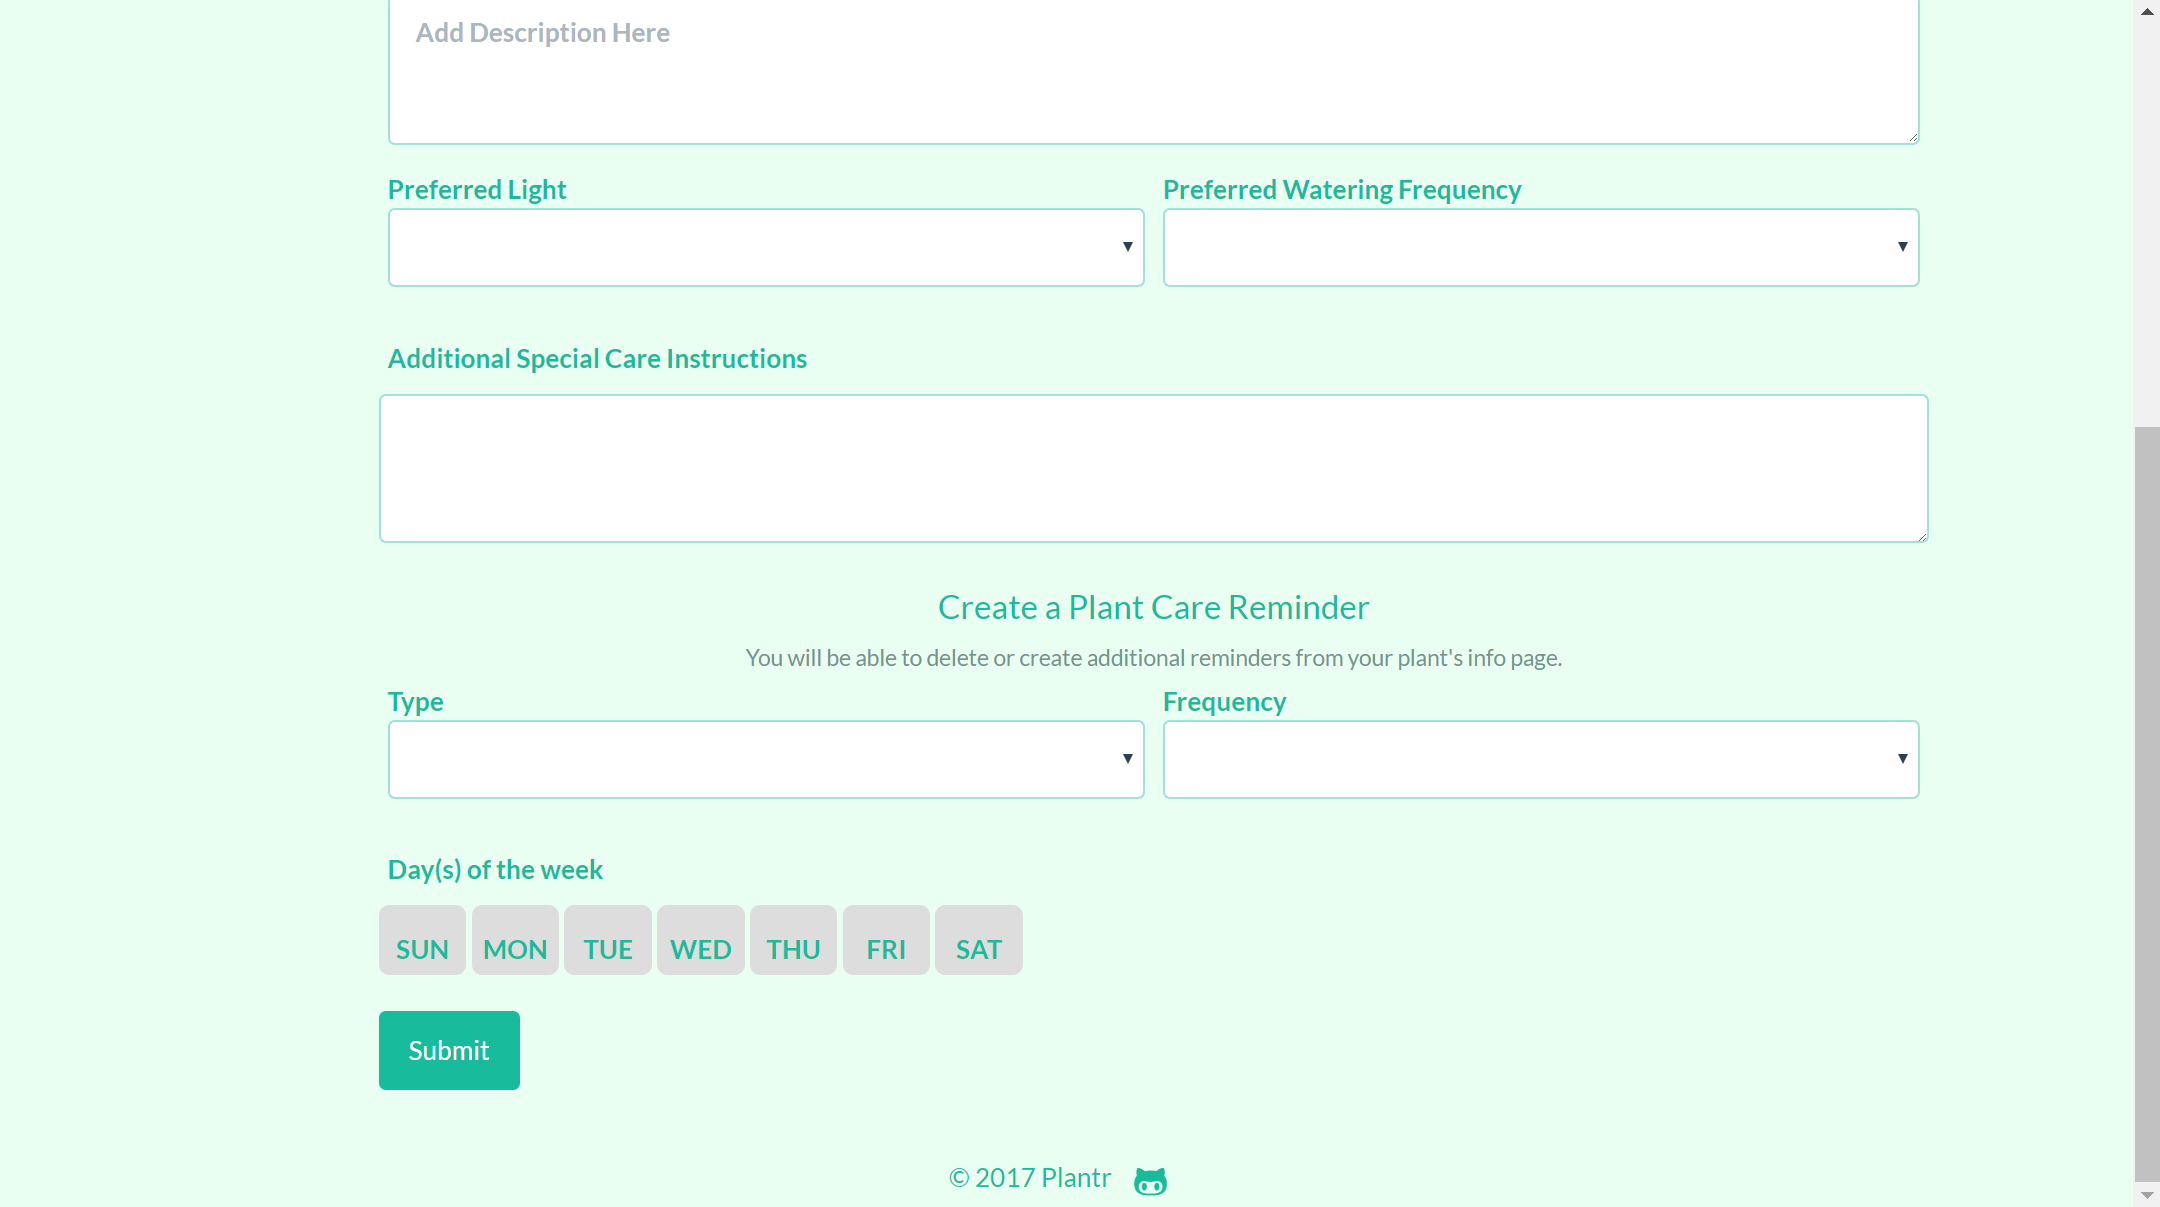 Add Description Here
Preferred Light
Preferred Watering Frequency
Additional Special Care Instructions
Create a Plant Care Reminder
You will be able to delete or create additional reminders from your plant's info page.
Type
Frequency
Day(s) of the week
SUN MON TUE WED THU FRI SAT
Submit
© 2017 Plantr